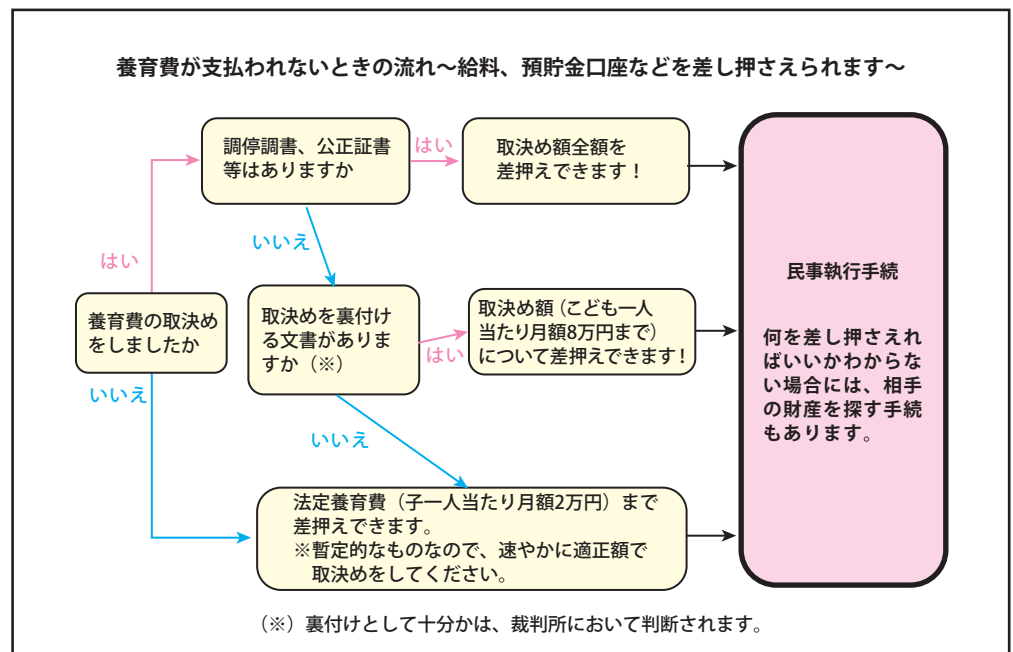 養育費が支払われないときの流れ~給料、預貯金口座などを差し押さえられます~
調停調書、公正証書
等はありますか
はい
取決め額全額を
差押えできます!
いいえ
はい
養育費の取決め
をしましたか
取決めを裏付け
る文書がありま
すか(※)
はい
取決め額(こども一人
当たり月額8万円まで)
について差押えできます!
いいえ
いいえ
法定養育費(子一人当たり月額2万円)まで
差押えできます。
※暫定的なものなので、速やかに適正額で
取決めをしてください。
民事執行手続
何を差し押さえれ
ばいいかわからな
い場合には、相手
の財産を探す手続
もあります。
(※)裏付けとして十分かは、裁判所において判断されます。